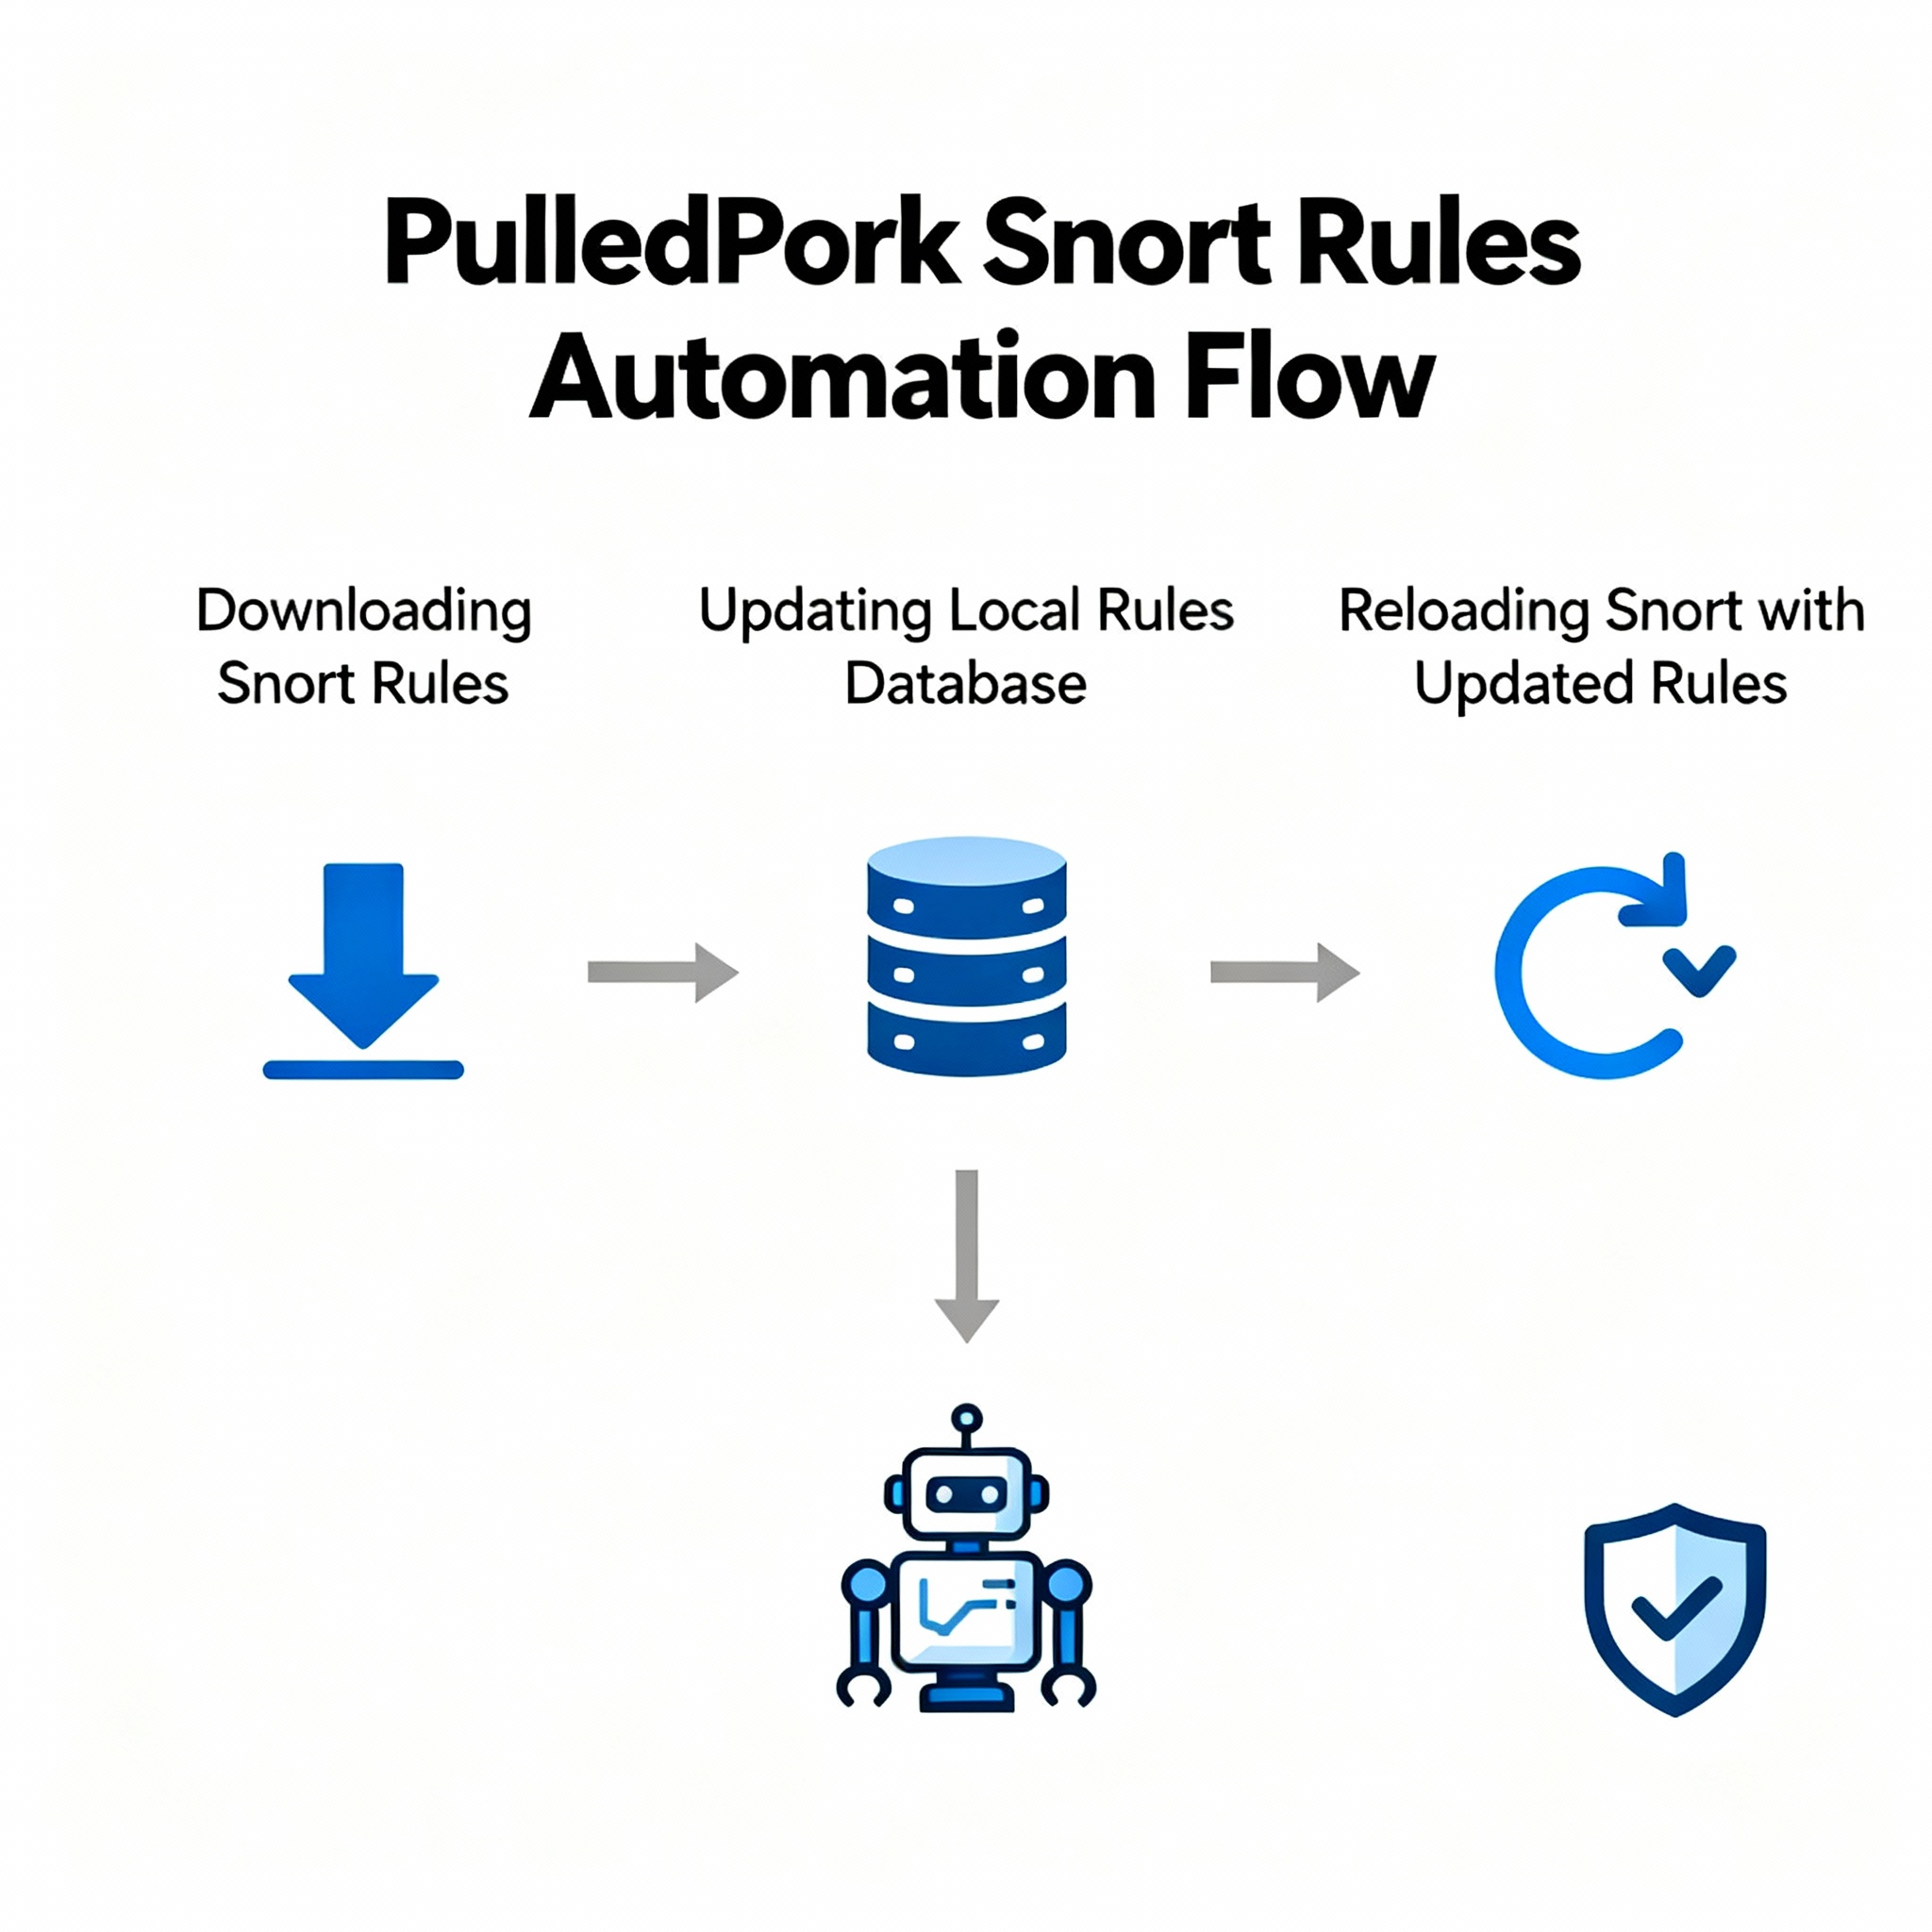 PulledPork Snort Rules
Automation Flow
Downloading
Snort Rules
Updating Local Rules
Database
Reloading Snort with
Updated Rules